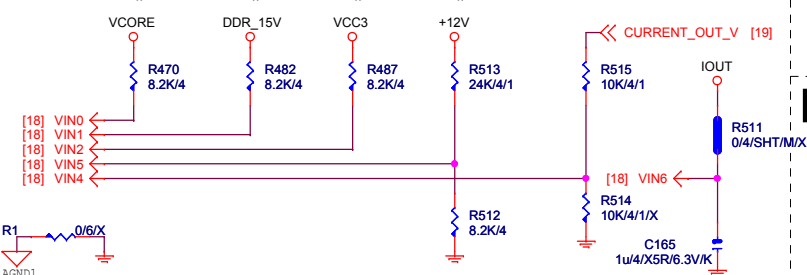 VCORE
DDR_15V
VCC3
+12V
CURRENT_OUT_V [19]
IOUT
R470
8.2K/4
R482
8.2K/4
R487
8.2K/4
R513
24K/4/1
R515
10K/4/1
R511
0/4/SHT/M/X
[18] VIN0
[18] VIN1
[18] VIN2
[18] VIN5
[18] VIN4
[18] VIN6
R512
8.2K/4
R514
10K/4/1/X
C165
1u/4/X5R/6.3V/K
R1
0/6/X
AGND1